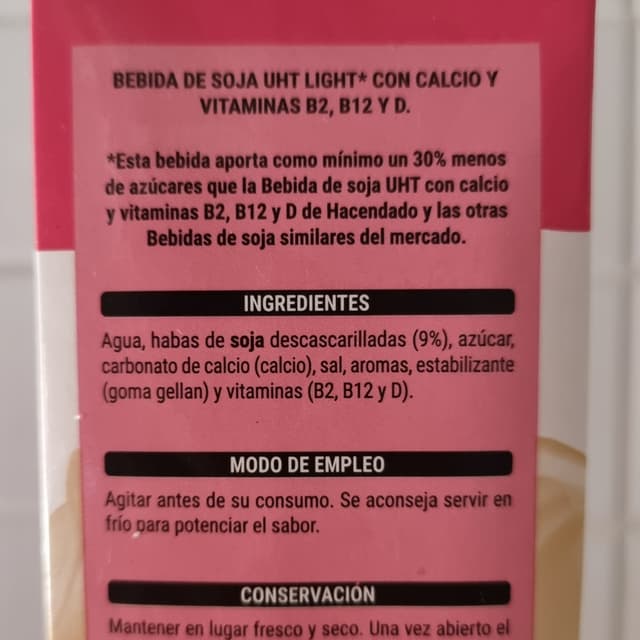 BEBIDA DE SOJA UHT LIGHT* CON CALCIO Y
VITAMINAS B2, B12 Y D.
*Esta bebida aporta como mínimo un 30% menos
de azúcares que la Bebida de soja UHT con calcio
y vitaminas B2, B12 y D de Hacendado y las otras
Bebidas de soja similares del mercado.
INGREDIENTES
Agua, habas de soja descascarilladas (9%), azúcar,
carbonato de calcio (calcio), sal, aromas, estabilizante
(goma gellan) y vitaminas (B2, B12 y D).
MODO DE EMPLEO
Agitar antes de su consumo. Se aconseja servir en
frío para potenciar el sabor.
CONSERVACIÓN
Mantener en lugar fresco y seco. Una vez abierto el